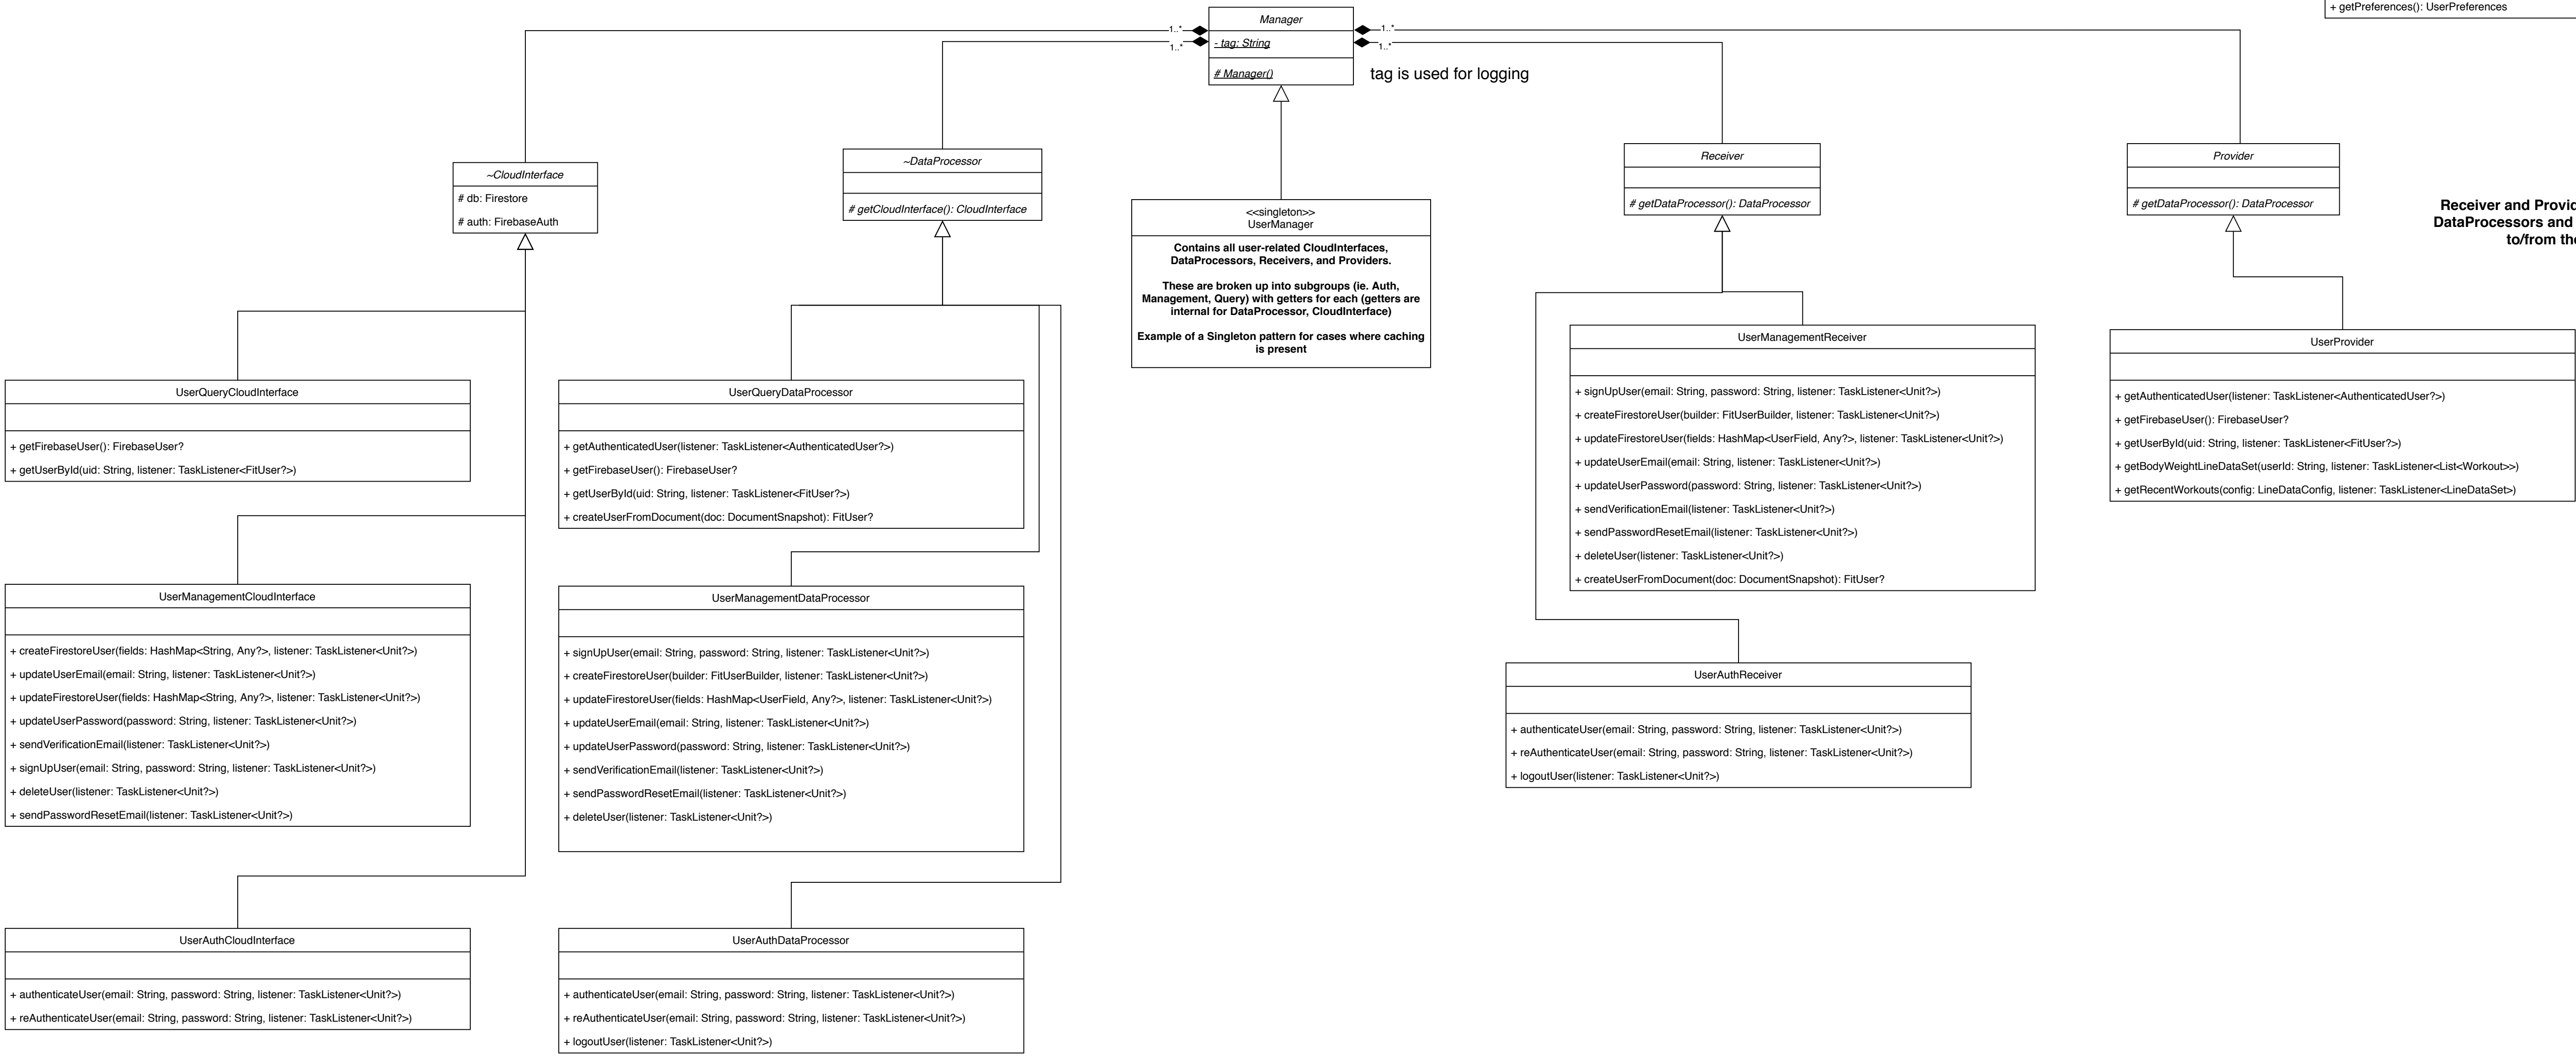 + getPreferences(): UserPreferences
Manager
- tag: String
# Manager()
1..*
1..*
1..*
1..*
tag is used for logging
~CloudInterface
# db: Firestore
# auth: FirebaseAuth
~DataProcessor
# getCloudInterface(): CloudInterface
<<singleton>>
UserManager
Contains all user-related CloudInterfaces,
DataProcessors, Receivers, and Providers.
These are broken up into subgroups (ie. Auth,
Management, Query) with getters for each (getters are
internal for DataProcessor, CloudInterface)
Example of a Singleton pattern for cases where caching
is present
Receiver
# getDataProcessor(): DataProcessor
Provider
# getDataProcessor(): DataProcessor
Receiver and Provid
DataProcessors and
to/from the
UserQueryCloudInterface
+ getFirebaseUser(): FirebaseUser?
+ getUserById(uid: String, listener: TaskListener<FitUser?>)
UserQueryDataProcessor
+ getAuthenticatedUser(listener: TaskListener<AuthenticatedUser?>)
+ getFirebaseUser(): FirebaseUser?
+ getUserById(uid: String, listener: TaskListener<FitUser?>)
+ createUserFromDocument(doc: DocumentSnapshot): FitUser?
UserManagementReceiver
+ signUpUser(email: String, password: String, listener: TaskListener<Unit?>)
+ createFirestoreUser(builder: FitUserBuilder, listener: TaskListener<Unit?>)
+ updateFirestoreUser(fields: HashMap<UserField, Any?>, listener: TaskListener<Unit?>)
+ updateUserEmail(email: String, listener: TaskListener<Unit?>)
+ updateUserPassword(password: String, listener: TaskListener<Unit?>)
+ sendVerificationEmail(listener: TaskListener<Unit?>)
+ sendPasswordResetEmail(listener: TaskListener<Unit?>)
+ deleteUser(listener: TaskListener<Unit?>)
+ createUserFromDocument(doc: DocumentSnapshot): FitUser?
UserProvider
+ getAuthenticatedUser(listener: TaskListener<AuthenticatedUser?>)
+ getFirebaseUser(): FirebaseUser?
+ getUserById(uid: String, listener: TaskListener<FitUser?>)
+ getBodyWeightLineDataSet(userId: String, listener: TaskListener<List<Workout>>)
+ getRecentWorkouts(config: LineDataConfig, listener: TaskListener<LineDataSet>)
UserManagementCloudInterface
+ createFirestoreUser(fields: HashMap<String, Any?>, listener: TaskListener<Unit?>)
+ updateUserEmail(email: String, listener: TaskListener<Unit?>)
+ updateFirestoreUser(fields: HashMap<String, Any?>, listener: TaskListener<Unit?>)
+ updateUserPassword(password: String, listener: TaskListener<Unit?>)
+ sendVerificationEmail(listener: TaskListener<Unit?>)
+ signUpUser(email: String, password: String, listener: TaskListener<Unit?>)
+ deleteUser(listener: TaskListener<Unit?>)
+ sendPasswordResetEmail(listener: TaskListener<Unit?>)
UserManagementDataProcessor
+ signUpUser(email: String, password: String, listener: TaskListener<Unit?>)
+ createFirestoreUser(builder: FitUserBuilder, listener: TaskListener<Unit?>)
+ updateFirestoreUser(fields: HashMap<UserField, Any?>, listener: TaskListener<Unit?>)
+ updateUserEmail(email: String, listener: TaskListener<Unit?>)
+ updateUserPassword(password: String, listener: TaskListener<Unit?>)
+ sendVerificationEmail(listener: TaskListener<Unit?>)
+ sendPasswordResetEmail(listener: TaskListener<Unit?>)
+ deleteUser(listener: TaskListener<Unit?>)
UserAuthReceiver
+ authenticateUser(email: String, password: String, listener: TaskListener<Unit?>)
+ reAuthenticateUser(email: String, password: String, listener: TaskListener<Unit?>)
+ logoutUser(listener: TaskListener<Unit?>)
UserAuthCloudInterface
+ authenticateUser(email: String, password: String, listener: TaskListener<Unit?>)
+ reAuthenticateUser(email: String, password: String, listener: TaskListener<Unit?>)
UserAuthDataProcessor
+ authenticateUser(email: String, password: String, listener: TaskListener<Unit?>)
+ reAuthenticateUser(email: String, password: String, listener: TaskListener<Unit?>)
+ logoutUser(listener: TaskListener<Unit?>)